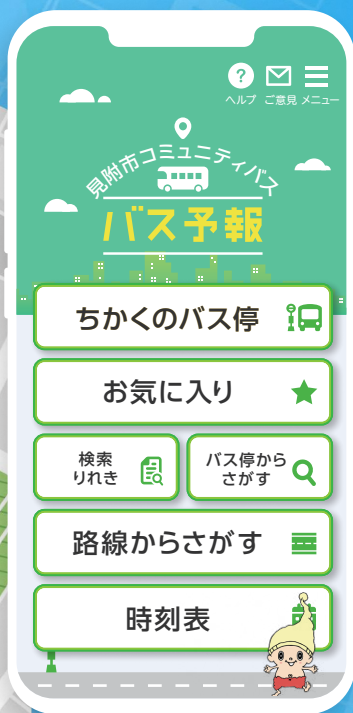 ?
ヘルプ ご意見 メニュー
見附市コミュニティバス
バス予報
ちかくのバス停
お気に入り
検索
りれき
バス停から
さがす
路線からさがす
時刻表